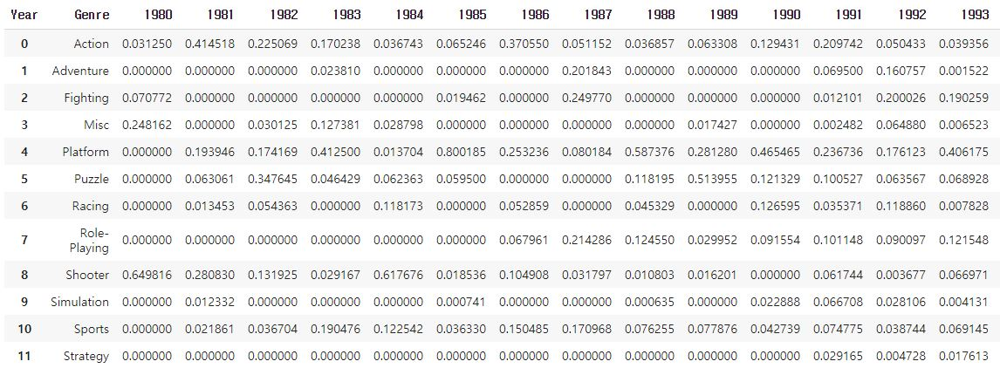 Year Genre 1980 1981 1982 1983 1984 1985 1986 1987 1988 1989 1990 1991 1992 1993
0 Action 0.031250 0.414518 0.225069 0.170238 0.036743 0.065246 0.370550 0.051152 0.036857 0.063308 0.129431 0.209742 0.050433 0.039356
1 Adventure 0.000000 0.000000 0.000000 0.023810 0.000000 0.000000 0.000000 0.201843 0.000000 0.000000 0.000000 0.069500 0.160757 0.001522
2 Fighting 0.070772 0.000000 0.000000 0.000000 0.000000 0.019462 0.000000 0.249770 0.000000 0.000000 0.000000 0.012101 0.200026 0.190259
3 Misc 0.248162 0.000000 0.030125 0.127381 0.028798 0.000000 0.000000 0.000000 0.000000 0.017427 0.000000 0.002482 0.064880 0.006523
4 Platform 0.000000 0.193946 0.174169 0.412500 0.013704 0.800185 0.253236 0.080184 0.587376 0.281280 0.465465 0.236736 0.176123 0.406175
5 Puzzle 0.000000 0.063061 0.347645 0.046429 0.062363 0.059500 0.000000 0.000000 0.118195 0.513955 0.121329 0.100527 0.063567 0.068928
6 Racing 0.000000 0.013453 0.054363 0.000000 0.118173 0.000000 0.052859 0.000000 0.045329 0.000000 0.126595 0.035371 0.118860 0.007828
7 Role-
Playing 0.000000 0.000000 0.000000 0.000000 0.000000 0.000000 0.067961 0.214286 0.124550 0.029952 0.091554 0.101148 0.090097 0.121548
8 Shooter 0.649816 0.280830 0.131925 0.029167 0.617676 0.018536 0.104908 0.031797 0.010803 0.016201 0.000000 0.061744 0.003677 0.066971
9 Simulation 0.000000 0.012332 0.000000 0.000000 0.000000 0.000741 0.000000 0.000000 0.000635 0.000000 0.022888 0.066708 0.028106 0.004131
10 Sports 0.000000 0.021861 0.036704 0.190476 0.122542 0.036330 0.150485 0.170968 0.076255 0.077876 0.042739 0.074775 0.038744 0.069145
11 Strategy 0.000000 0.000000 0.000000 0.000000 0.000000 0.000000 0.000000 0.000000 0.000000 0.000000 0.000000 0.029165 0.004728 0.017613